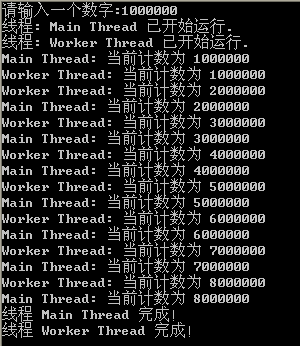 请输入一个数字:1000000
线程: Main Thread 已开始运行.
线程: Worker Thread 已开始运行.
Main Thread: 当前计数为 1000000
Worker Thread: 当前计数为 1000000
Worker Thread: 当前计数为 2000000
Main Thread: 当前计数为 2000000
Worker Thread: 当前计数为 3000000
Main Thread: 当前计数为 3000000
Worker Thread: 当前计数为 4000000
Main Thread: 当前计数为 4000000
Worker Thread: 当前计数为 5000000
Main Thread: 当前计数为 5000000
Worker Thread: 当前计数为 6000000
Main Thread: 当前计数为 6000000
Worker Thread: 当前计数为 7000000
Main Thread: 当前计数为 7000000
Worker Thread: 当前计数为 8000000
Main Thread: 当前计数为 8000000
线程 Main Thread 完成!
线程 Worker Thread 完成!